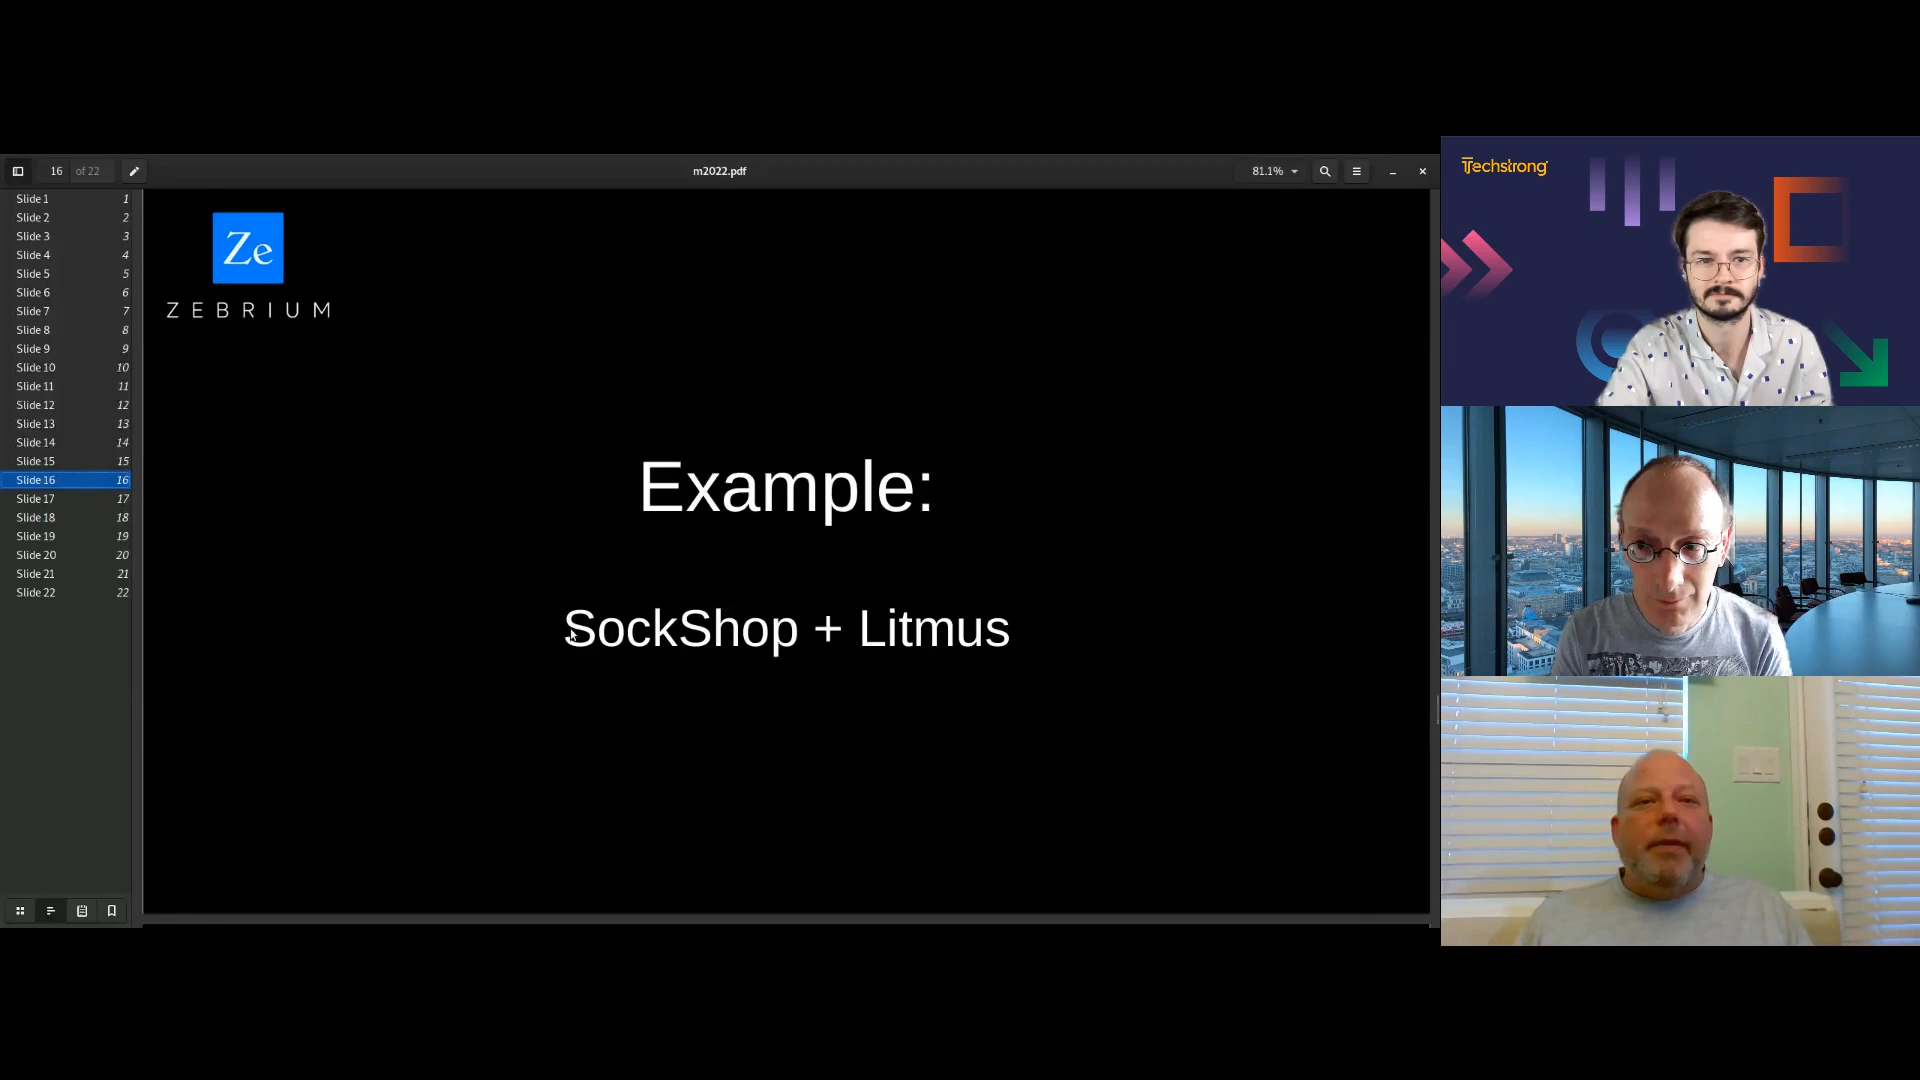 16 of 22
m2022.pdf
81.1%
Slide 1 1
Slide 2 2
Slide 3 3
Slide 4 4
Slide 5 5
Slide 6 6
Slide 7 7
Slide 8 8
Slide 9 9
Slide 10 10
Slide 11 11
Slide 12 12
Slide 13 13
Slide 14 14
Slide 15 15
Slide 16 16
Slide 17 17
Slide 18 18
Slide 19 19
Slide 20 20
Slide 21 21
Slide 22 22
Ze
ZEBRIUM
Example:
SockShop + Litmus
Techstrong